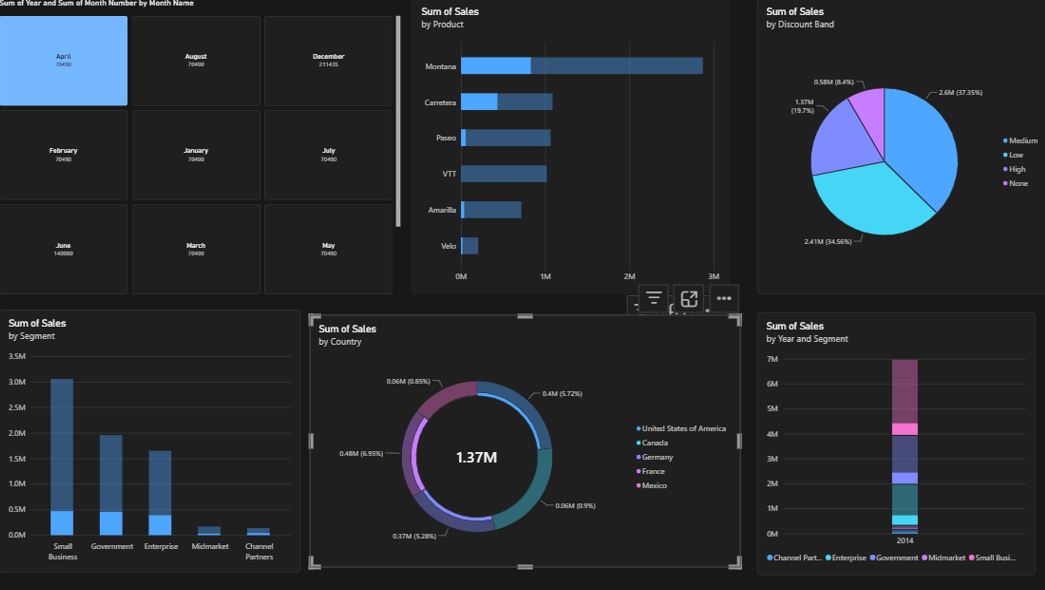 Sum of Year and Sum of Month Number by Month Name
April
70490
August
70490
December
211435
February
70490
January
70490
July
70490
June
140980
March
70490
May
70490
Sum of Sales
by Product
Montana
Carretera
Paseo
VTT
Amarilla
Velo
0M 1M 2M 3M
Sum of Sales
by Discount Band
0.58M (8.4%)
2.6M (37.35%)
1.37M
(19.7%)
2.41M (34.56%)
Medium
Low
High
None
Sum of Sales
by Segment
3.5M
3.0M
2.5M
2.0M
1.5M
1.0M
0.5M
0.0M
Small
Business
Government
Enterprise
Midmarket
Channel
Partners
Sum of Sales
by Country
0.06M (0.85%)
0.4M (5.72%)
0.48M (6.95%)
1.37M
0.06M (0.9%)
0.37M (5.28%)
United States of America
Canada
Germany
France
Mexico
Sum of Sales
by Year and Segment
7M
6M
5M
4M
3M
2M
1M
0M
2014
Channel Part... Enterprise Government Midmarket Small Busi...